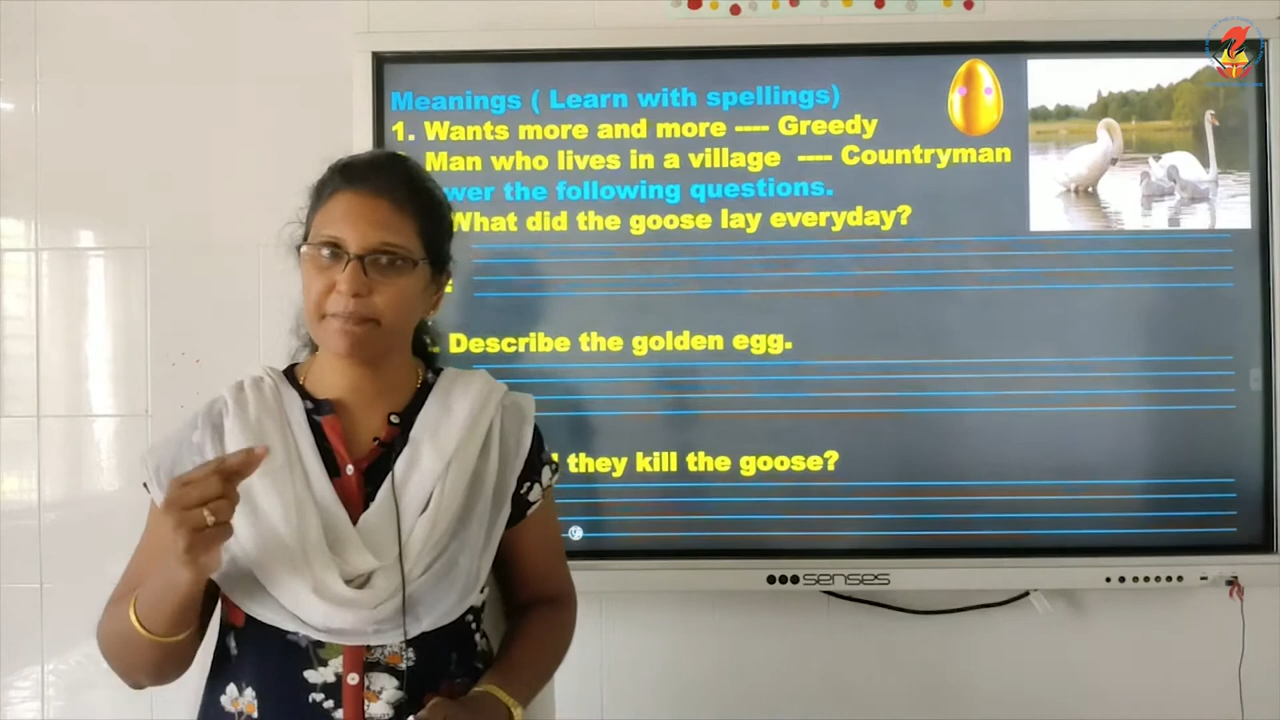 Meanings ( Learn with spellings)
1. Wants more and more ---- Greedy
Man who lives in a village ---- Countryman
the following questions.
What did the goose lay everyday?
Describe the golden egg.
they kill the goose?
senses